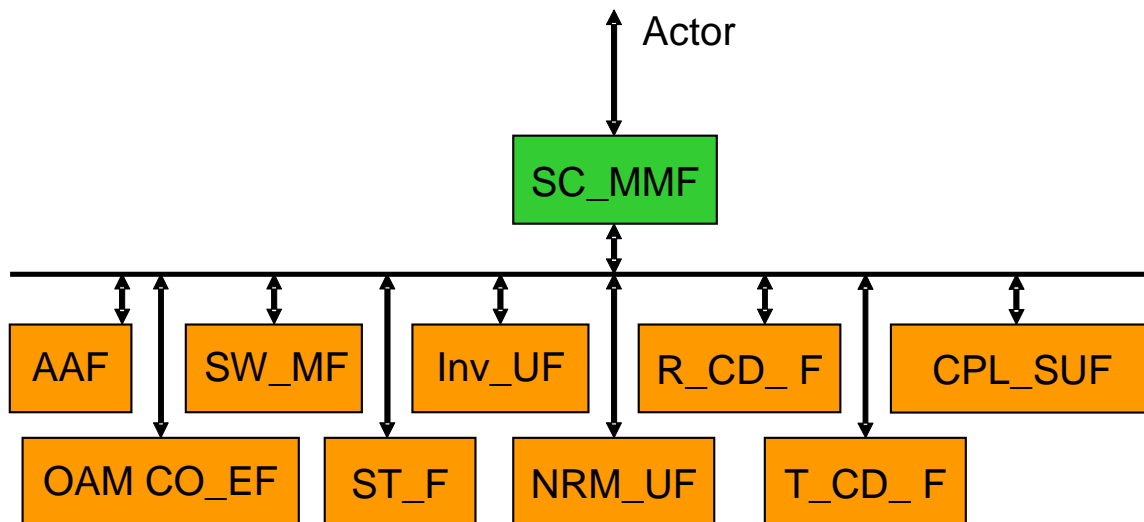 Actor
SC_MMF
AAF
SW_MF
Inv_UF
R_CD_ F
CPL_SUF
OAM CO_EF
ST_F
NRM_UF
T_CD_ F